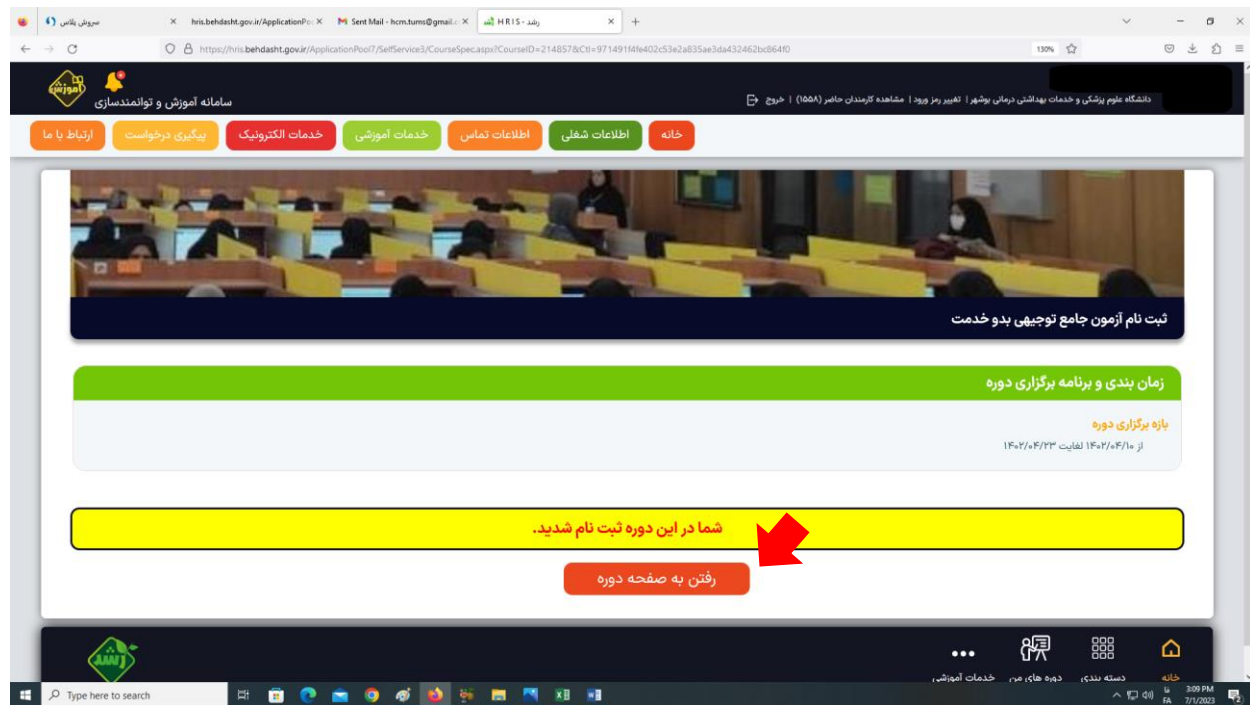 سروش پلاس
hris.behdasht.gov.ir/ApplicationPo
Sent Mail - hcm.tums@gmail.c
رشد - HRIS
https://hris.behdasht.gov.ir/ApplicationPool7/SelfService3/CourseSpec.aspx?CourseID=214857&Ctl=971491f4fe402c53e2a835ae3da432462bc864f0
130%
آموزش
سامانه آموزش و توانمندسازی
دانشگاه علوم پزشکی و خدمات بهداشتی درمانی بوشهر | تغییر رمز ورود | مشاهده کارمندان حاضر (۱۵۵۸) | خروج
خانه
اطلاعات شغلی
اطلاعات تماس
خدمات آموزشی
خدمات الکترونیک
پیگیری درخواست
ارتباط با ما
ثبت نام آزمون جامع توجیهی بدو خدمت
زمان بندی و برنامه برگزاری دوره
بازه برگزاری دوره
از ۱۴۰۲/۰۴/۱۰ لغایت ۱۴۰۲/۰۴/۲۳
شما در این دوره ثبت نام شدید.
رفتن به صفحه دوره
خانه
دسته بندی
دوره های من
خدمات آموزشی
رشد
Type here to search
فا
FA
3:09 PM
7/1/2023